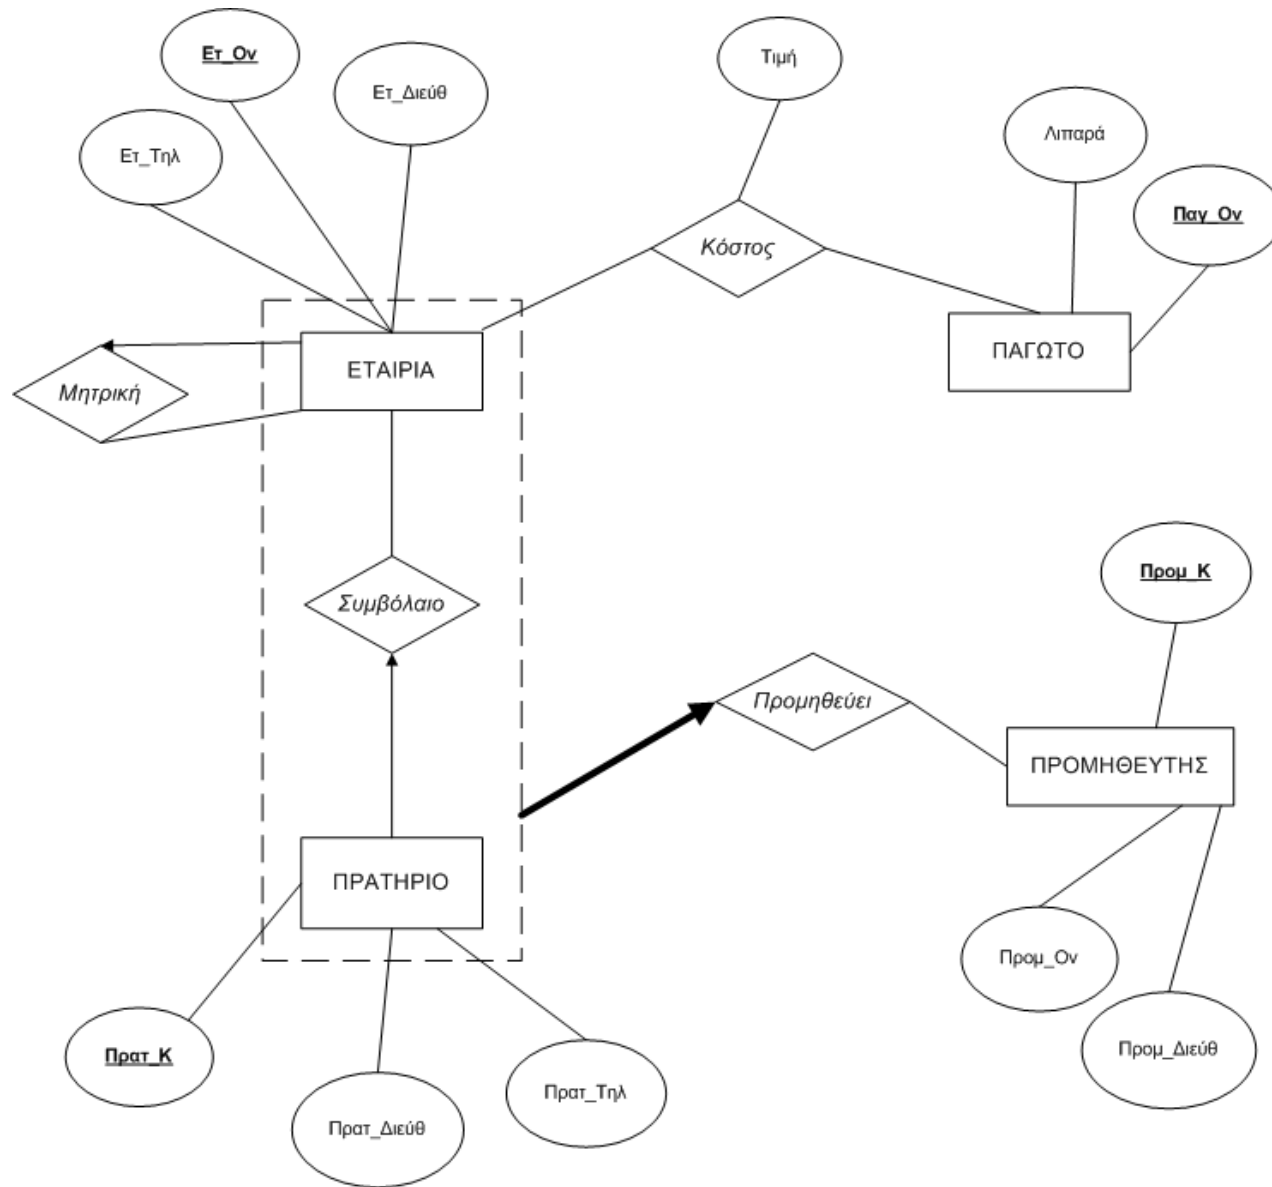 Ετ_Ον
Τιμή
Ετ_Διεύθ
Λιπαρά
Ετ_Τηλ
Παγ_Ον
Κόστος
ΠΑΓΩΤΟ
ΕΤΑΙΡΙΑ
Μητρική
Προμ_Κ
Συμβόλαιο
Προμηθεύει
ΠΡΟΜΗΘΕΥΤΗΣ
ΠΡΑΤΗΡΙΟ
Προμ_Ον
Προμ_Διεύθ
Πρατ_Κ
Πρατ_Τηλ
Πρατ_Διεύθ